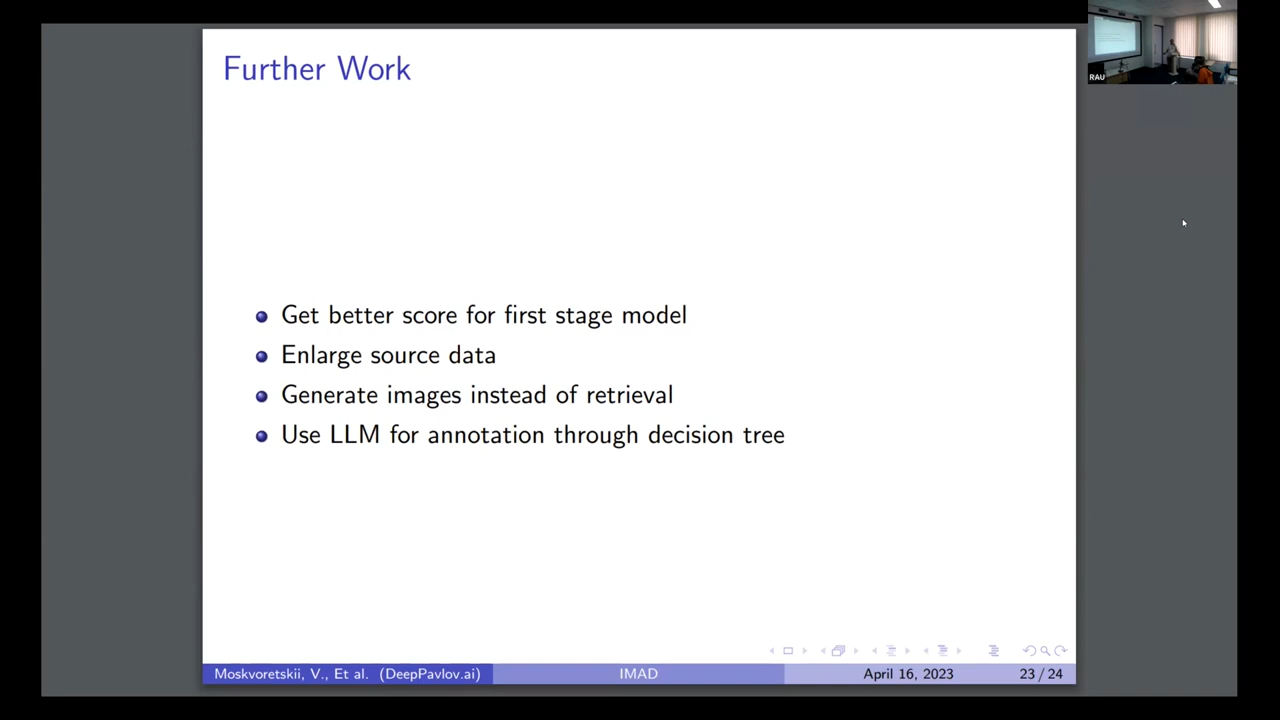 Further Work
Get better score for first stage model
Enlarge source data
Generate images instead of retrieval
Use LLM for annotation through decision tree
Moskvoretskii, V., Et al. (DeepPavlov.ai) IMAD April 16, 2023 23 / 24
RAU